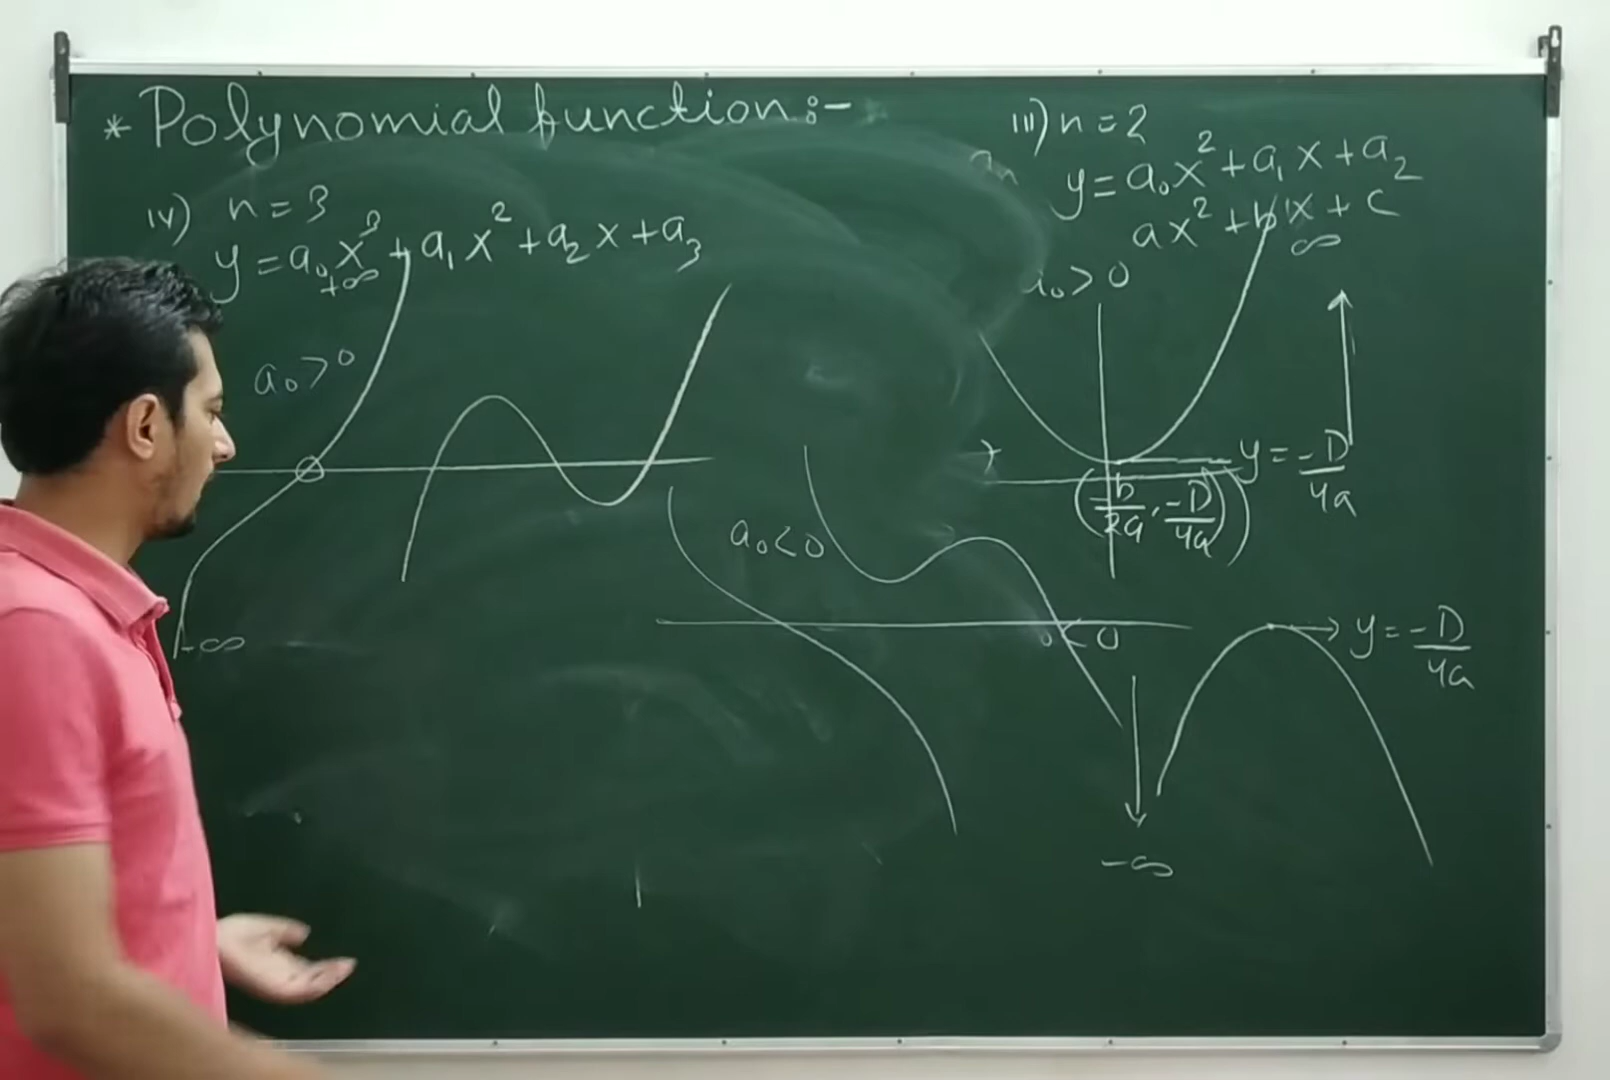 * Polynomial function :-
iv) n = 3
y = a₀x³ + a₁x² + a₂x + a₃
+∞
a₀ > 0
-∞
a₀ < 0
iii) n = 2
y = a₀x² + a₁x + a₂
ax² + bx + c
∞
a₀ > 0
y = -D/4a
(-b/2a, -D/4a)
< 0
y = -D/4a
-∞